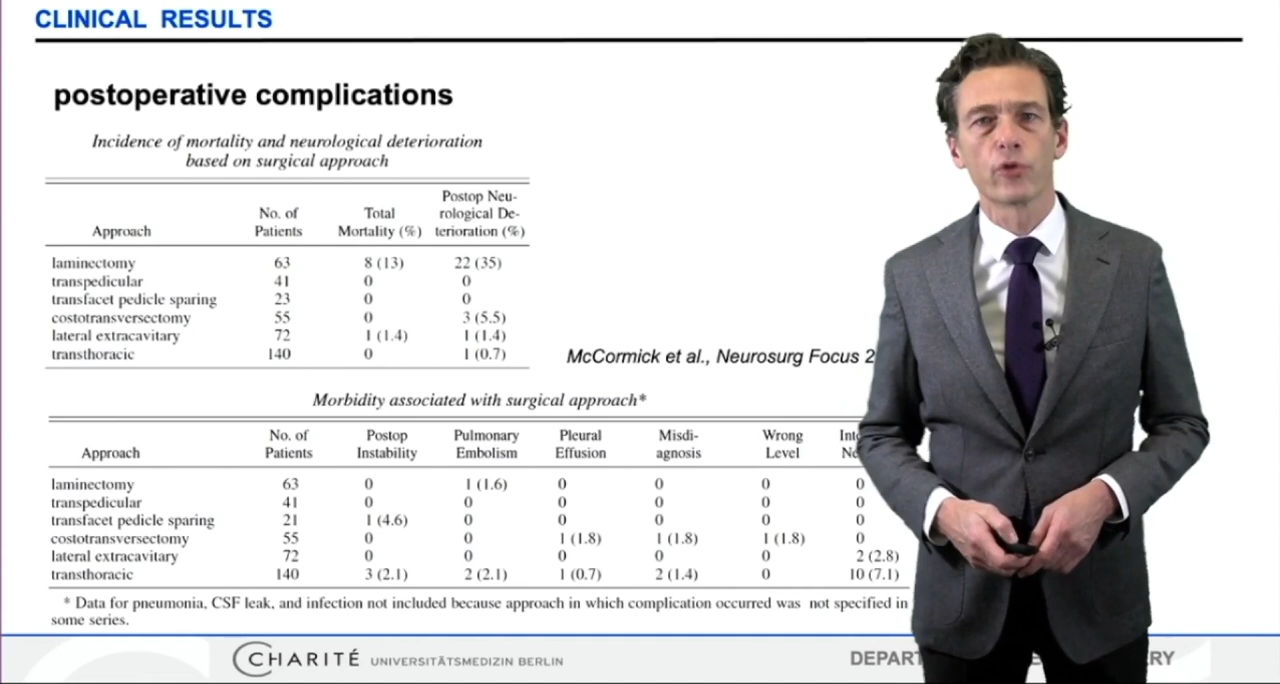 CLINICAL RESULTS
postoperative complications
Incidence of mortality and neurological deterioration
based on surgical approach
Postop Neu-
No. of Total rological De-
Approach Patients Mortality (%) terioration (%)
laminectomy 63 8 (13) 22 (35)
transpedicular 41 0 0
transfacet pedicle sparing 23 0 0
costotransversectomy 55 0 3 (5.5)
lateral extracavitary 72 1 (1.4) 1 (1.4)
transthoracic 140 0 1 (0.7)
McCormick et al., Neurosurg Focus 2
Morbidity associated with surgical approach*
No. of Postop Pulmonary Pleural Misdi- Wrong
Approach Patients Instability Embolism Effusion agnosis Level
laminectomy 63 0 1 (1.6) 0 0 0 0
transpedicular 41 0 0 0 0 0 0
transfacet pedicle sparing 21 1 (4.6) 0 0 0 0 0
costotransversectomy 55 0 0 1 (1.8) 1 (1.8) 1 (1.8) 0
lateral extracavitary 72 0 0 0 0 0 2 (2.8)
transthoracic 140 3 (2.1) 2 (2.1) 1 (0.7) 2 (1.4) 0 10 (7.1)
* Data for pneumonia, CSF leak, and infection not included because approach in which complication occurred was not specified in
some series.
CHARITÉ UNIVERSITÄTSMEDIZIN BERLIN